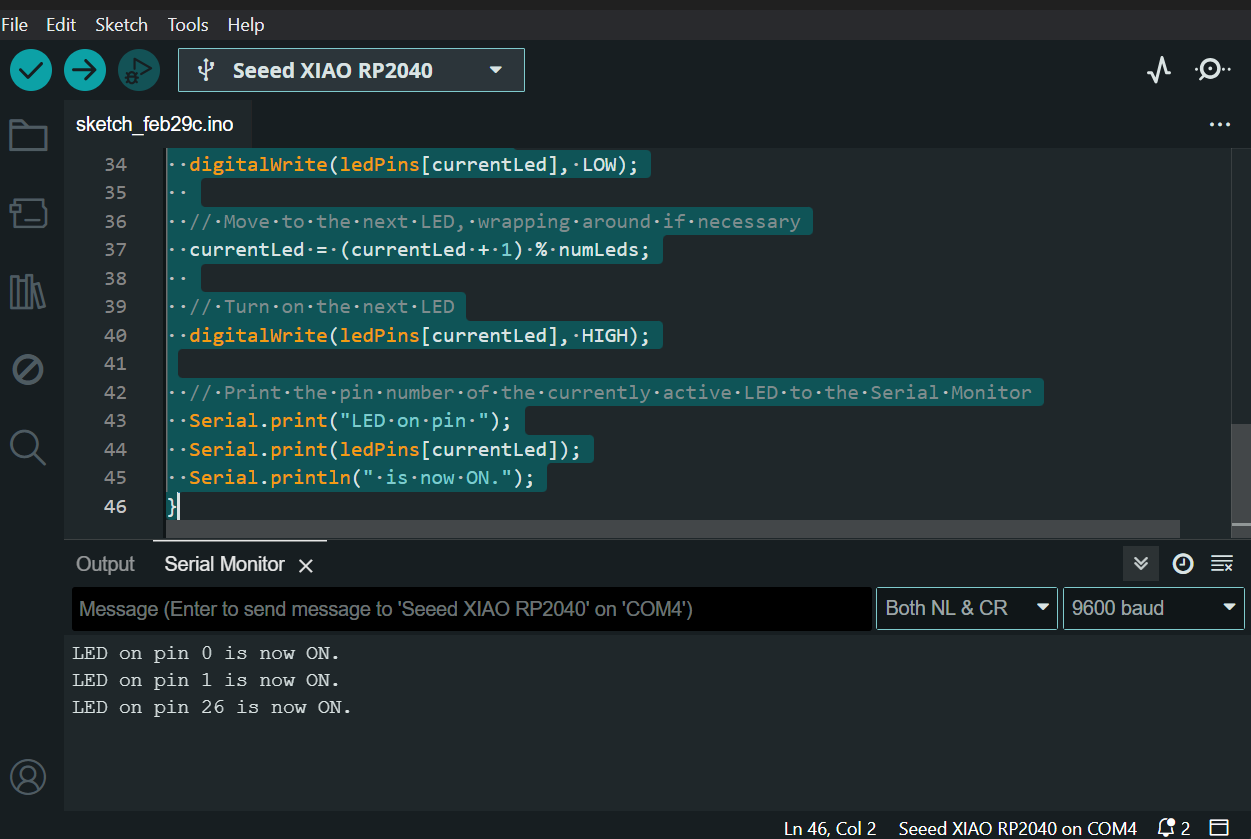 File Edit Sketch Tools Help
Seeed XIAO RP2040
sketch_feb29c.ino
34 digitalWrite(ledPins[currentLed], LOW);
35
36 // Move to the next LED, wrapping around if necessary
37 currentLed = (currentLed + 1) % numLeds;
38
39 // Turn on the next LED
40 digitalWrite(ledPins[currentLed], HIGH);
41
42 // Print the pin number of the currently active LED to the Serial Monitor
43 Serial.print("LED on pin ");
44 Serial.print(ledPins[currentLed]);
45 Serial.println(" is now ON.");
46 }
Output Serial Monitor
Message (Enter to send message to 'Seeed XIAO RP2040' on 'COM4') Both NL & CR 9600 baud
LED on pin 0 is now ON.
LED on pin 1 is now ON.
LED on pin 26 is now ON.
Ln 46, Col 2 Seeed XIAO RP2040 on COM4 2